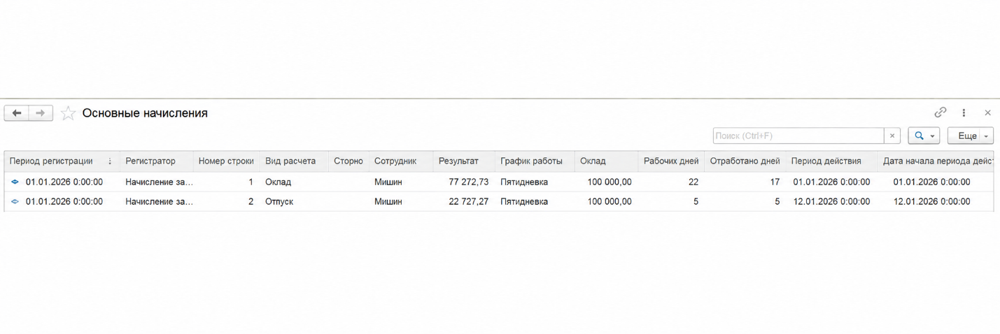 Основные начисления
Поиск (Ctrl+F)
Еще
Период регистрации Регистратор Номер строки Вид расчета Сторно Сотрудник Результат График работы Оклад Рабочих дней Отработано дней Период действия Дата начала периода дейс
01.01.2026 0:00:00 Начисление за... 1 Оклад Мишин 77 272,73 Пятидневка 100 000,00 22 17 01.01.2026 0:00:00 01.01.2026 0:00:00
01.01.2026 0:00:00 Начисление за... 2 Отпуск Мишин 22 727,27 Пятидневка 100 000,00 5 5 12.01.2026 0:00:00 12.01.2026 0:00:00